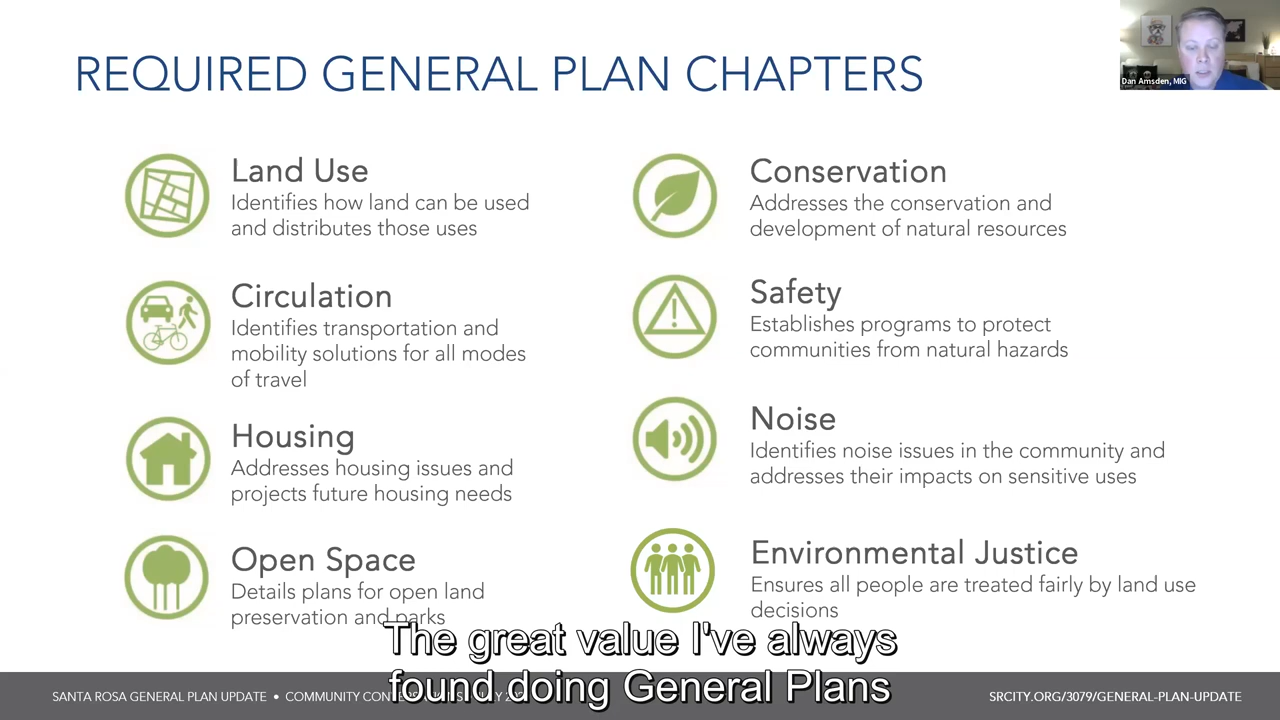 REQUIRED GENERAL PLAN CHAPTERS
Dan Amsden, MIG
Land Use
Identifies how land can be used
and distributes those uses
Circulation
Identifies transportation and
mobility solutions for all modes
of travel
Housing
Addresses housing issues and
projects future housing needs
Open Space
Details plans for open land
preservation and parks
Conservation
Addresses the conservation and
development of natural resources
Safety
Establishes programs to protect
communities from natural hazards
Noise
Identifies noise issues in the community and
addresses their impacts on sensitive uses
Environmental Justice
Ensures all people are treated fairly by land use
decisions
The great value I've always
found doing General Plans
SANTA ROSA GENERAL PLAN UPDATE • COMMUNITY
SRCITY.ORG/3079/GENERAL-PLAN-UPDATE